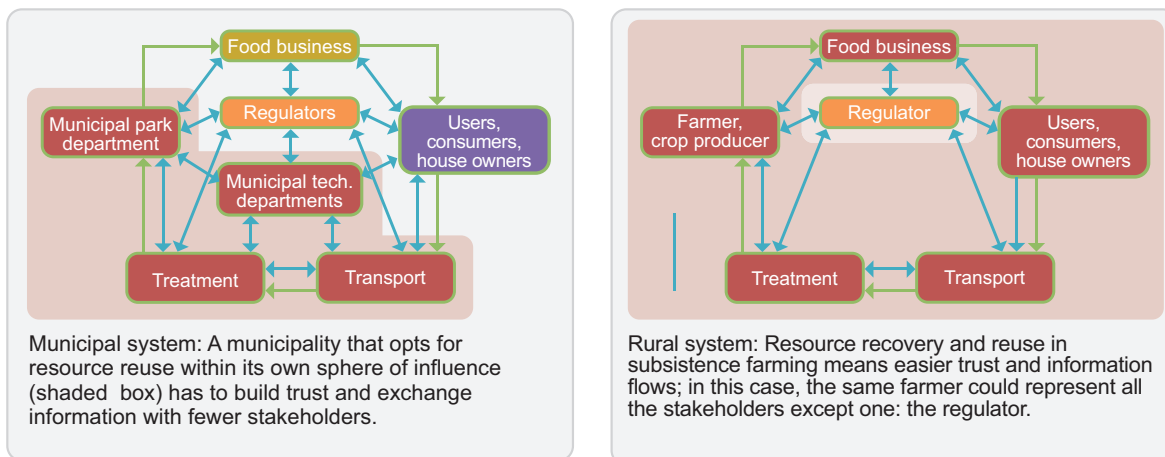 Food business
Regulators
Municipal park
department
Users,
consumers,
house owners
Municipal tech.
departments
Treatment
Transport
Municipal system: A municipality that opts for
resource reuse within its own sphere of influence
(shaded box) has to build trust and exchange
information with fewer stakeholders.
Food business
Regulator
Farmer,
crop producer
Users,
consumers,
house owners
Treatment
Transport
Rural system: Resource recovery and reuse in
subsistence farming means easier trust and information
flows; in this case, the same farmer could represent all
the stakeholders except one: the regulator.